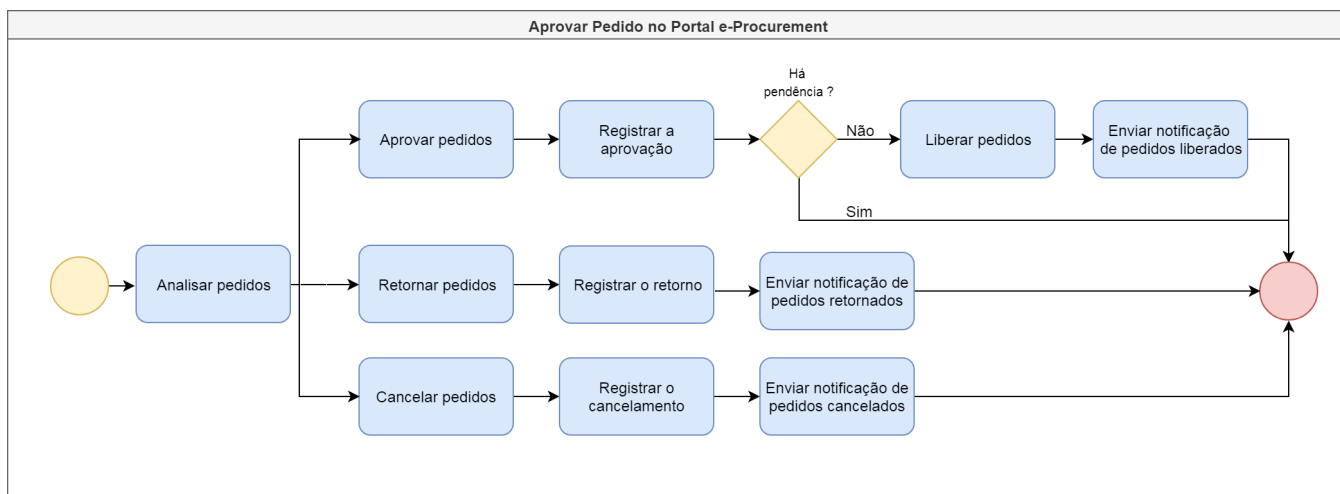 Aprovar Pedido no Portal e-Procurement
Há
pendência ?
Aprovar pedidos
Registrar a
aprovação
Não
Liberar pedidos
Enviar notificação
de pedidos liberados
Sim
Analisar pedidos
Retornar pedidos
Registrar o retorno
Enviar notificação de
pedidos retornados
Cancelar pedidos
Registrar o
cancelamento
Enviar notificação de
pedidos cancelados